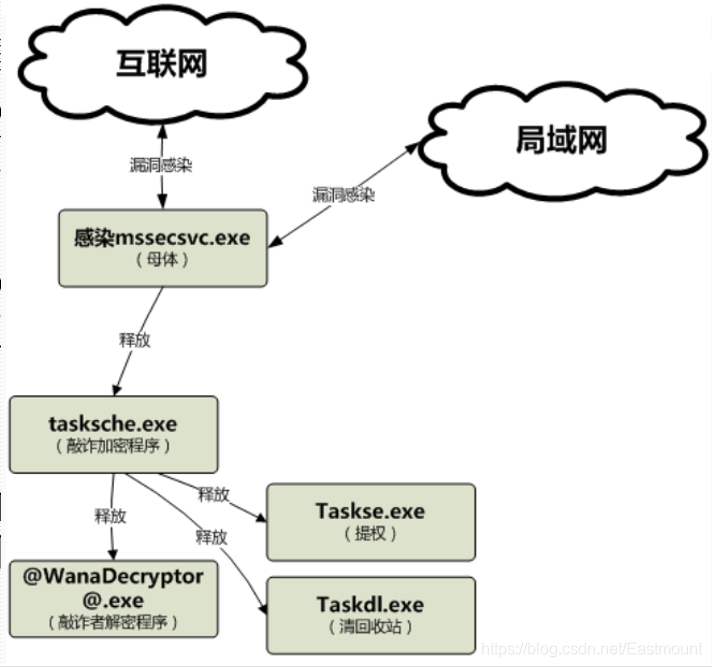 互联网
局域网
漏洞感染
漏洞感染
感染mssecsvc.exe
（母体）
释放
tasksche.exe
（敲诈加密程序）
释放
释放
释放
Taskse.exe
（提权）
@WanaDecryptor
@.exe
（敲诈者解密程序）
Taskdl.exe
（清回收站）
https://blog.csdn.net/Eastmount